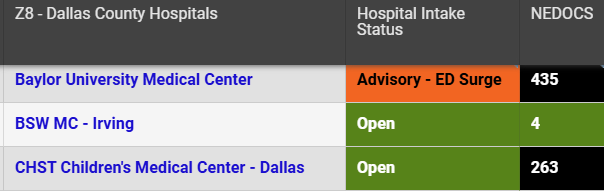 Z8 - Dallas County Hospitals Hospital Intake Status NEDOCS
Baylor University Medical Center Advisory - ED Surge 435
BSW MC - Irving Open 4
CHST Children's Medical Center - Dallas Open 263